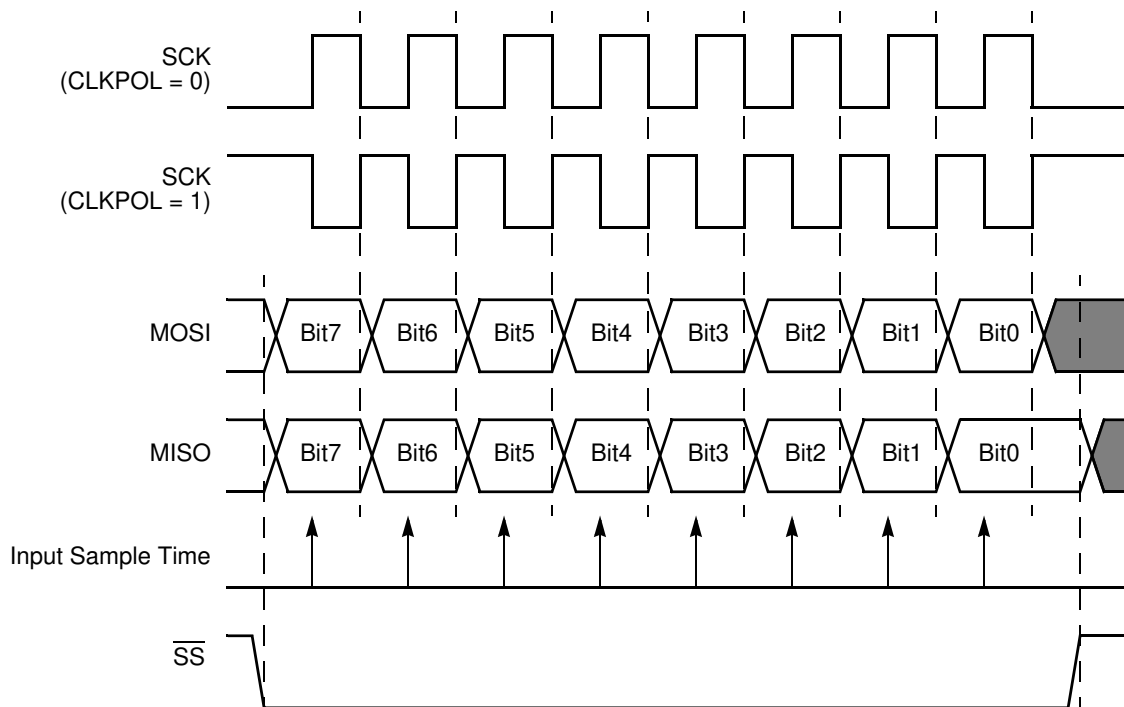 SCK
(CLKPOL = 0)
SCK
(CLKPOL = 1)
MOSI
Bit7 Bit6 Bit5 Bit4 Bit3 Bit2 Bit1 Bit0
MISO
Bit7 Bit6 Bit5 Bit4 Bit3 Bit2 Bit1 Bit0
Input Sample Time
SS